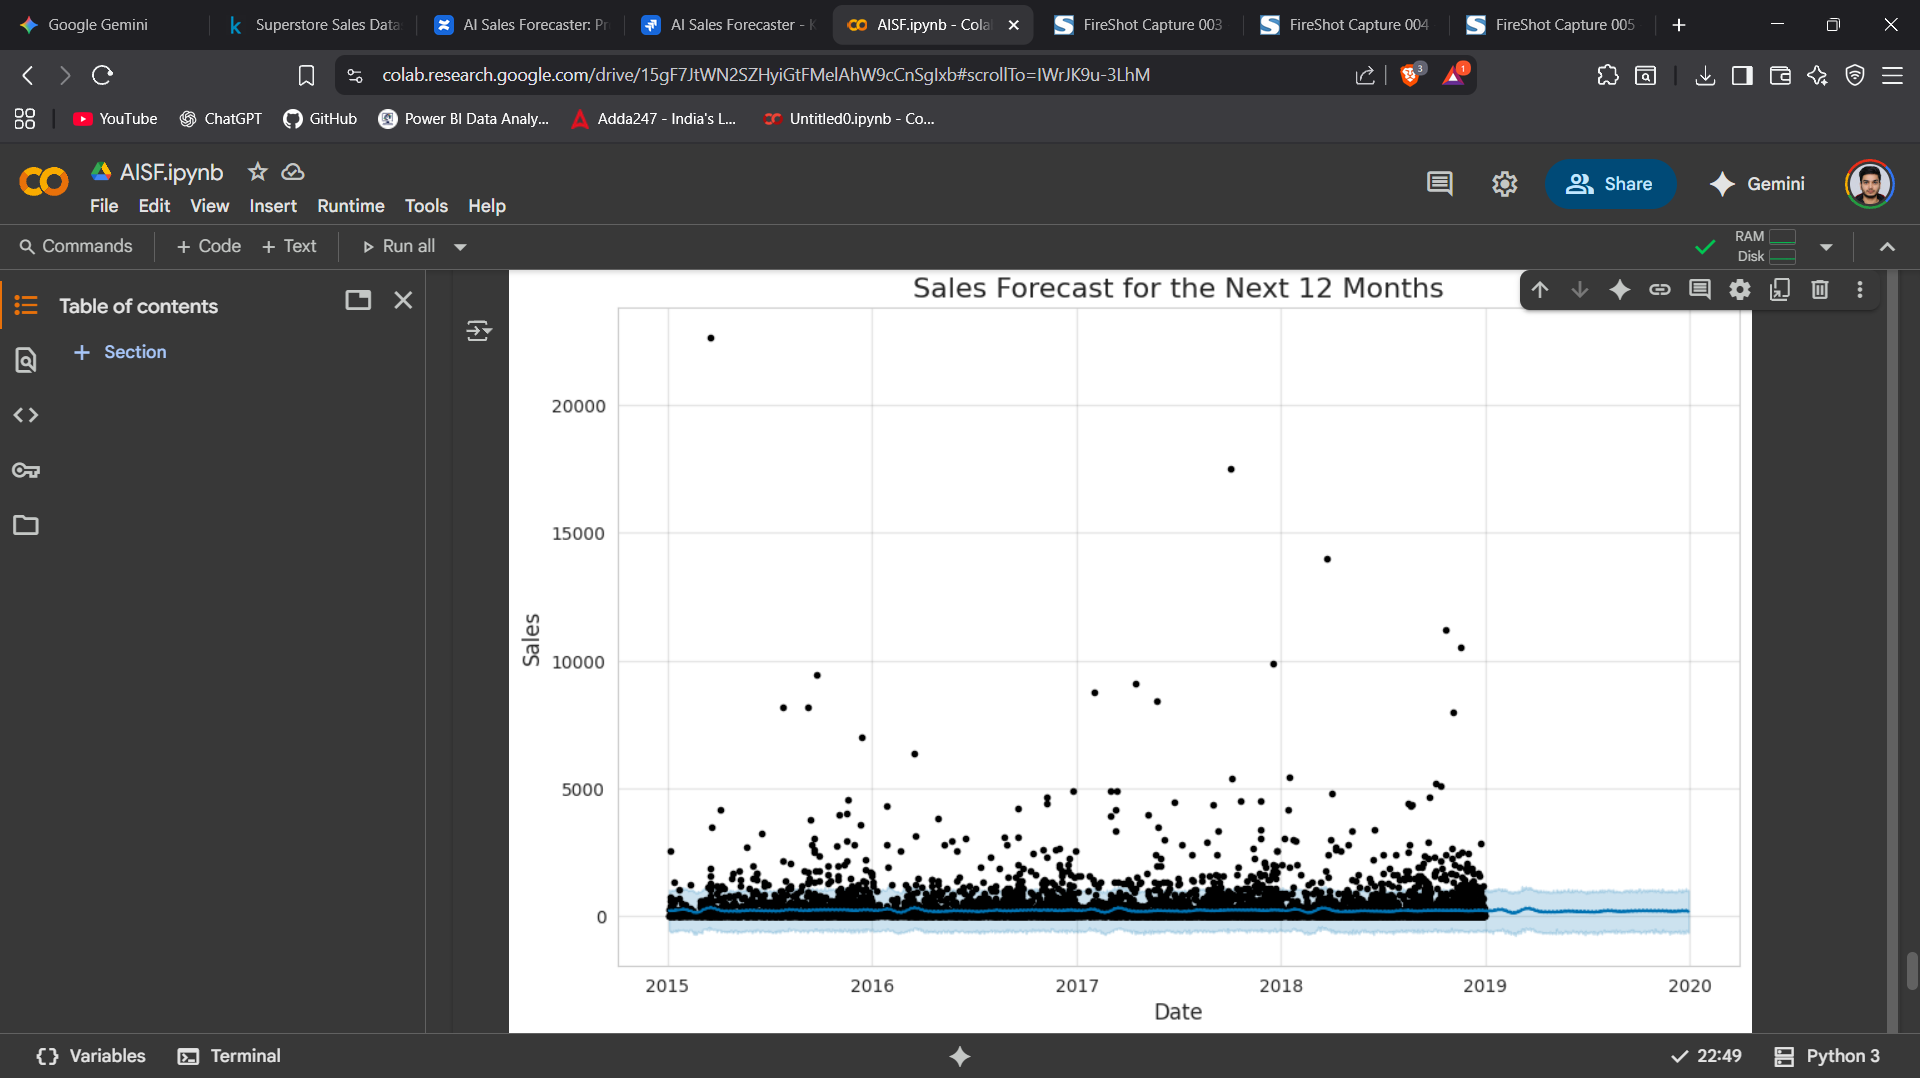 Google Gemini
Superstore Sales Data
AI Sales Forecaster: Pr
AI Sales Forecaster - K
AISF.ipynb - Cola
FireShot Capture 003
FireShot Capture 004
FireShot Capture 005
colab.research.google.com/drive/15gF7JtWN2SZHyiGtFMelAhW9cCnSgIxb#scrollTo=IWrJK9u-3LhM
3
1
YouTube
ChatGPT
GitHub
Power BI Data Analy...
Adda247 - India's L...
Untitled0.ipynb - Co...
AISF.ipynb
File Edit View Insert Runtime Tools Help
Share
Gemini
Commands
+ Code
+ Text
Run all
RAM
Disk
Table of contents
+ Section
Sales Forecast for the Next 12 Months
20000
15000
10000
5000
0
Sales
2015 2016 2017 2018 2019 2020
Date
Variables
Terminal
22:49
Python 3